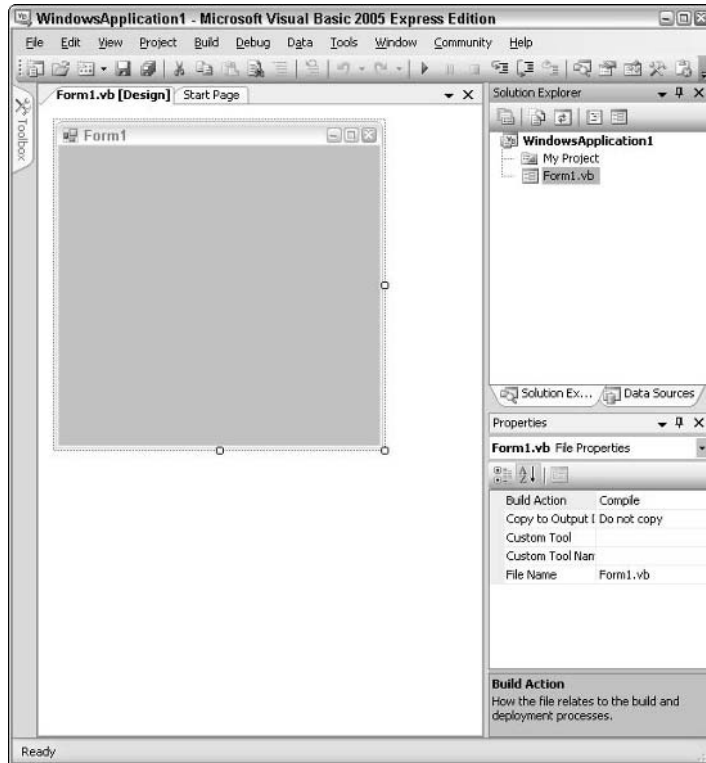 WindowsApplication1 - Microsoft Visual Basic 2005 Express Edition
File Edit View Project Build Debug Data Tools Window Community Help
Toolbox
Form1.vb [Design] Start Page
Form1
Solution Explorer
WindowsApplication1
My Project
Form1.vb
Solution Ex... Data Sources
Properties
Form1.vb File Properties
Build Action Compile
Copy to Output D Do not copy
Custom Tool
Custom Tool Nam
File Name Form1.vb
Build Action
How the file relates to the build and
deployment processes.
Ready